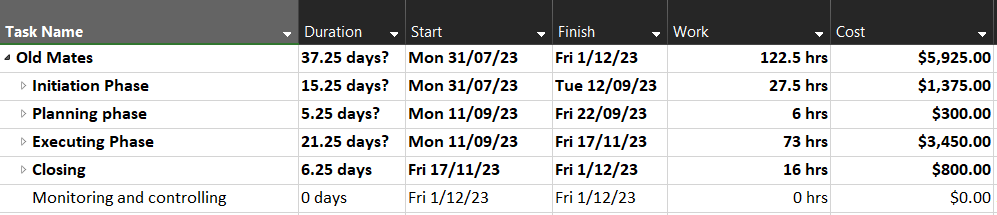 Task Name Duration Start Finish Work Cost
Old Mates 37.25 days? Mon 31/07/23 Fri 1/12/23 122.5 hrs $5,925.00
Initiation Phase 15.25 days? Mon 31/07/23 Tue 12/09/23 27.5 hrs $1,375.00
Planning phase 5.25 days? Mon 11/09/23 Fri 22/09/23 6 hrs $300.00
Executing Phase 21.25 days? Mon 11/09/23 Fri 17/11/23 73 hrs $3,450.00
Closing 6.25 days Fri 17/11/23 Fri 1/12/23 16 hrs $800.00
Monitoring and controlling 0 days Fri 1/12/23 Fri 1/12/23 0 hrs $0.00